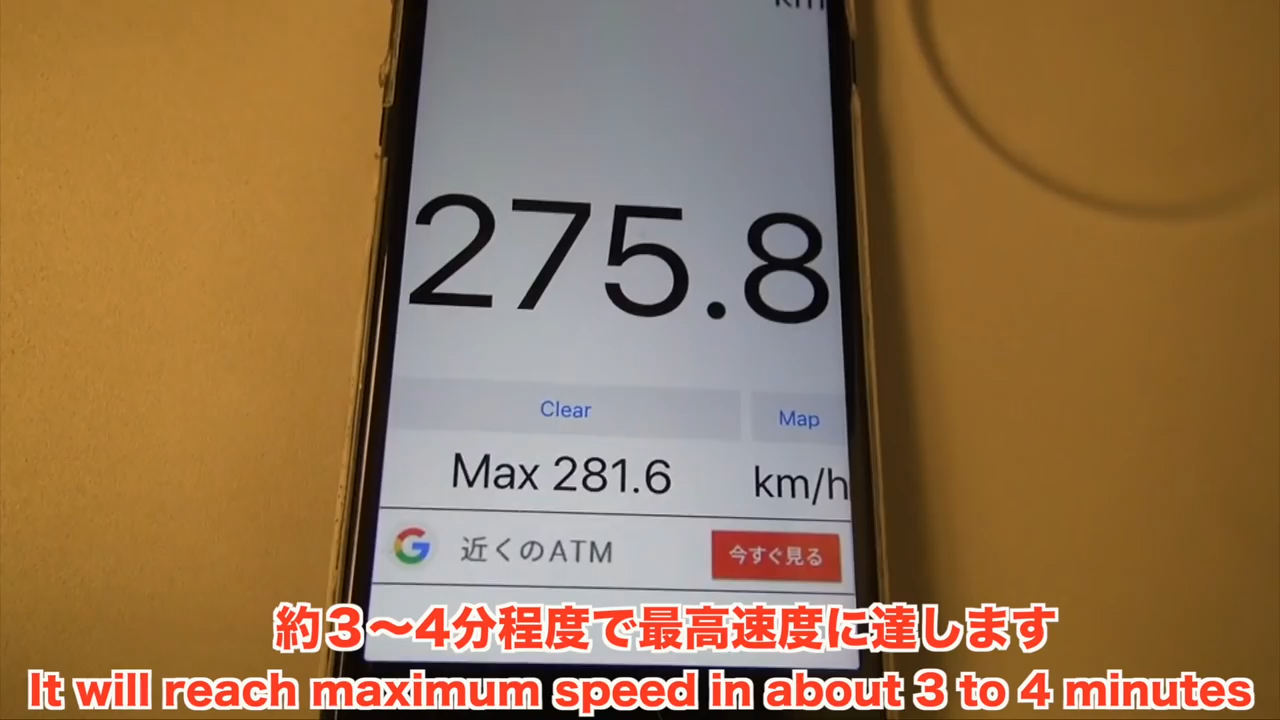 km
275.8
Clear
Map
Max 281.6
km/h
近くのATM
今すぐ見る
約3〜4分程度で最高速度に達します
It will reach maximum speed in about 3 to 4 minutes